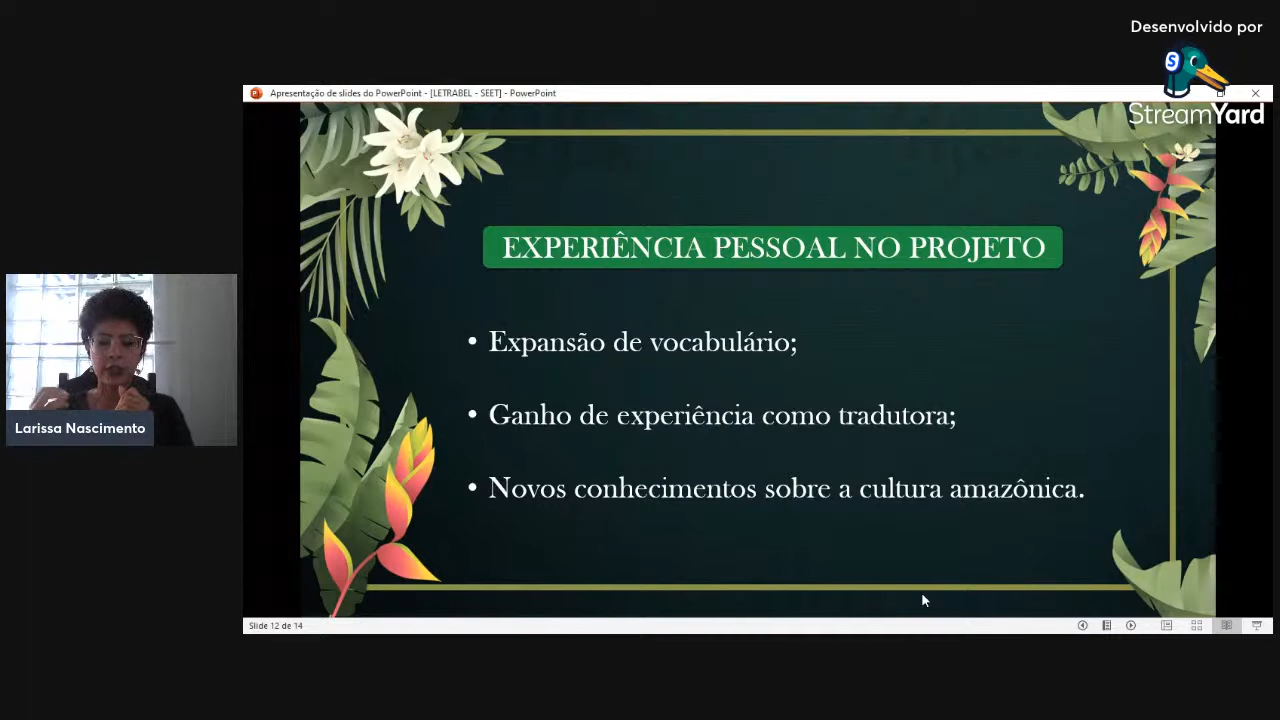 Desenvolvido por
S
StreamYard
Apresentação de slides do PowerPoint - [LETRABEL - SEET] - PowerPoint
EXPERIÊNCIA PESSOAL NO PROJETO
• Expansão de vocabulário;
• Ganho de experiência como tradutora;
• Novos conhecimentos sobre a cultura amazônica.
Larissa Nascimento
Slide 12 de 14